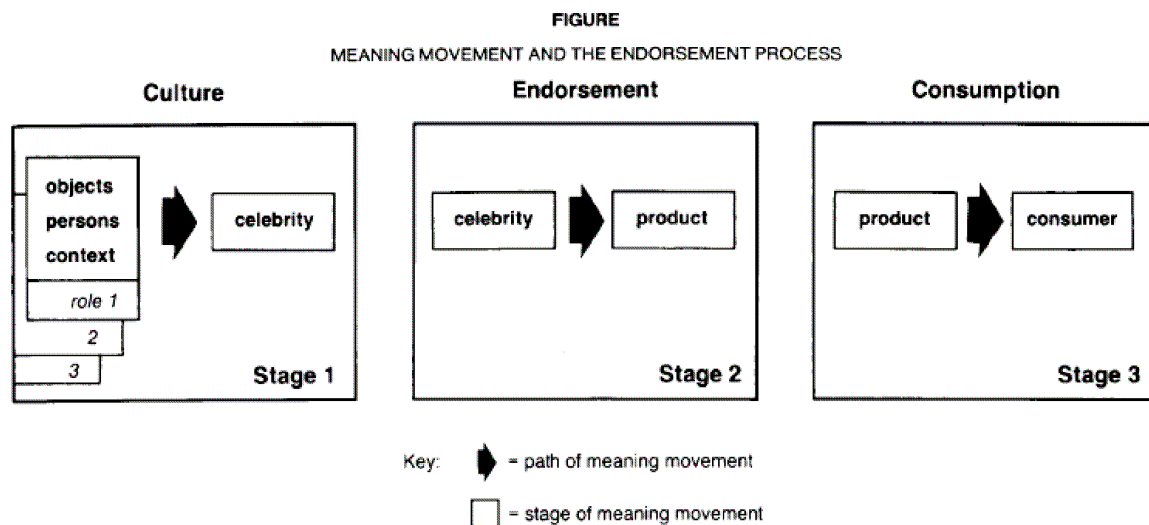 FIGURE
MEANING MOVEMENT AND THE ENDORSEMENT PROCESS
Culture
Endorsement
Consumption
objects
persons
context
role 1
2
3
celebrity
Stage 1
celebrity
product
Stage 2
product
consumer
Stage 3
Key:
= path of meaning movement
= stage of meaning movement